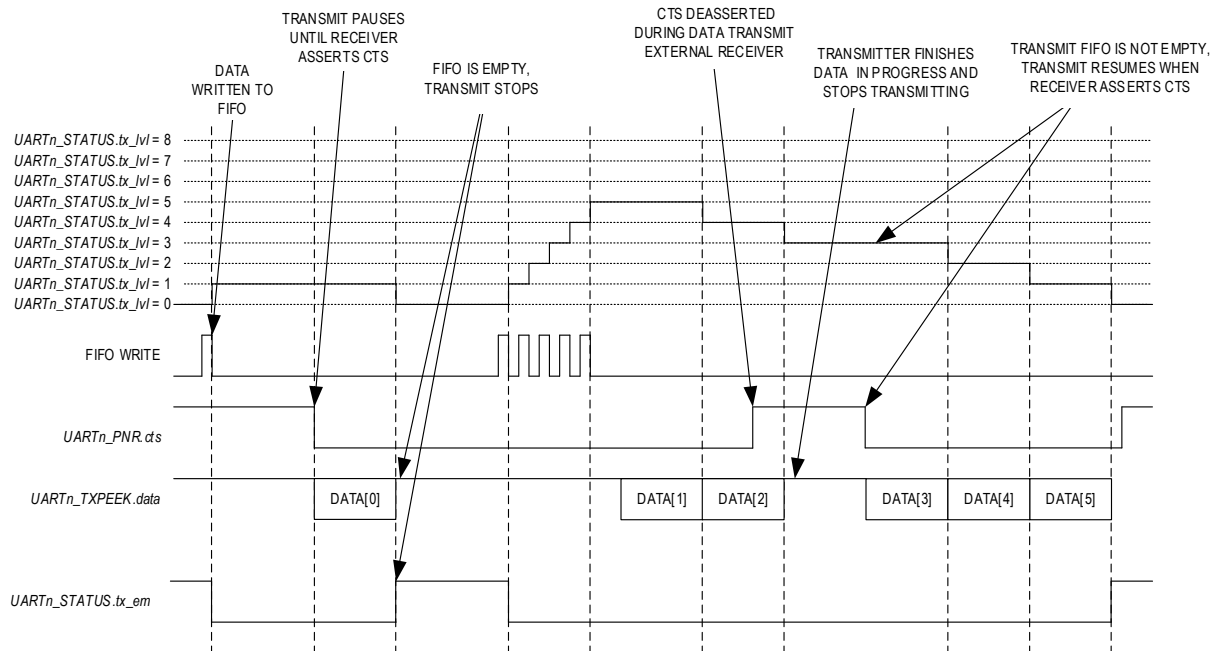 TRANSMIT PAUSES
UNTIL RECEIVER
ASSERTS CTS
DATA
WRITTEN TO
FIFO
FIFO IS EMPTY,
TRANSMIT STOPS
CTS DEASSERTED
DURING DATA TRANSMIT
EXTERNAL RECEIVER
TRANSMITTER FINISHES
DATA IN PROGRESS AND
STOPS TRANSMITTING
TRANSMIT FIFO IS NOT EMPTY,
TRANSMIT RESUMES WHEN
RECEIVER ASSERTS CTS
UARTn_STATUS.tx_lvl = 8
UARTn_STATUS.tx_lvl = 7
UARTn_STATUS.tx_lvl = 6
UARTn_STATUS.tx_lvl = 5
UARTn_STATUS.tx_lvl = 4
UARTn_STATUS.tx_lvl = 3
UARTn_STATUS.tx_lvl = 2
UARTn_STATUS.tx_lvl = 1
UARTn_STATUS.tx_lvl = 0
FIFO WRITE
UARTn_PNR.cts
UARTn_TXPEEK.data
DATA[0]
DATA[1]
DATA[2]
DATA[3]
DATA[4]
DATA[5]
UARTn_STATUS.tx_em